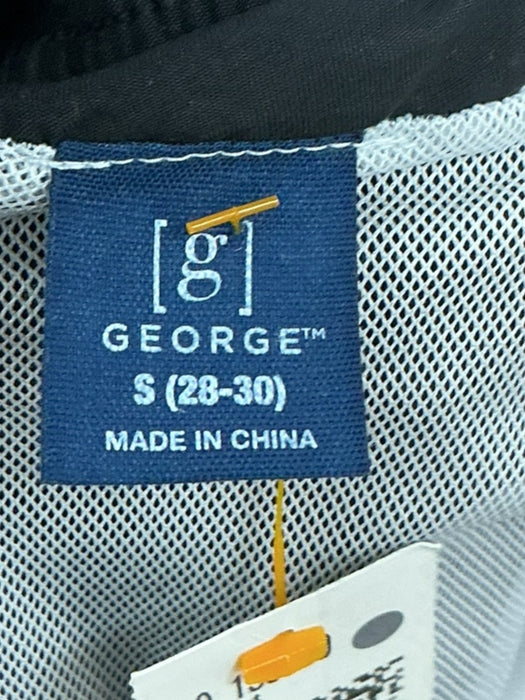 [g]
GEORGE™
S (28-30)
MADE IN CHINA